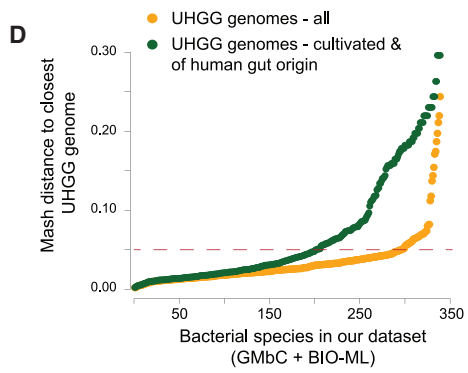 D
UHGG genomes - all
UHGG genomes - cultivated &
of human gut origin
Mash distance to closest
UHGG genome
0.30
0.20
0.10
0.00
50
150
250
350
Bacterial species in our dataset
(GMbC + BIO-ML)